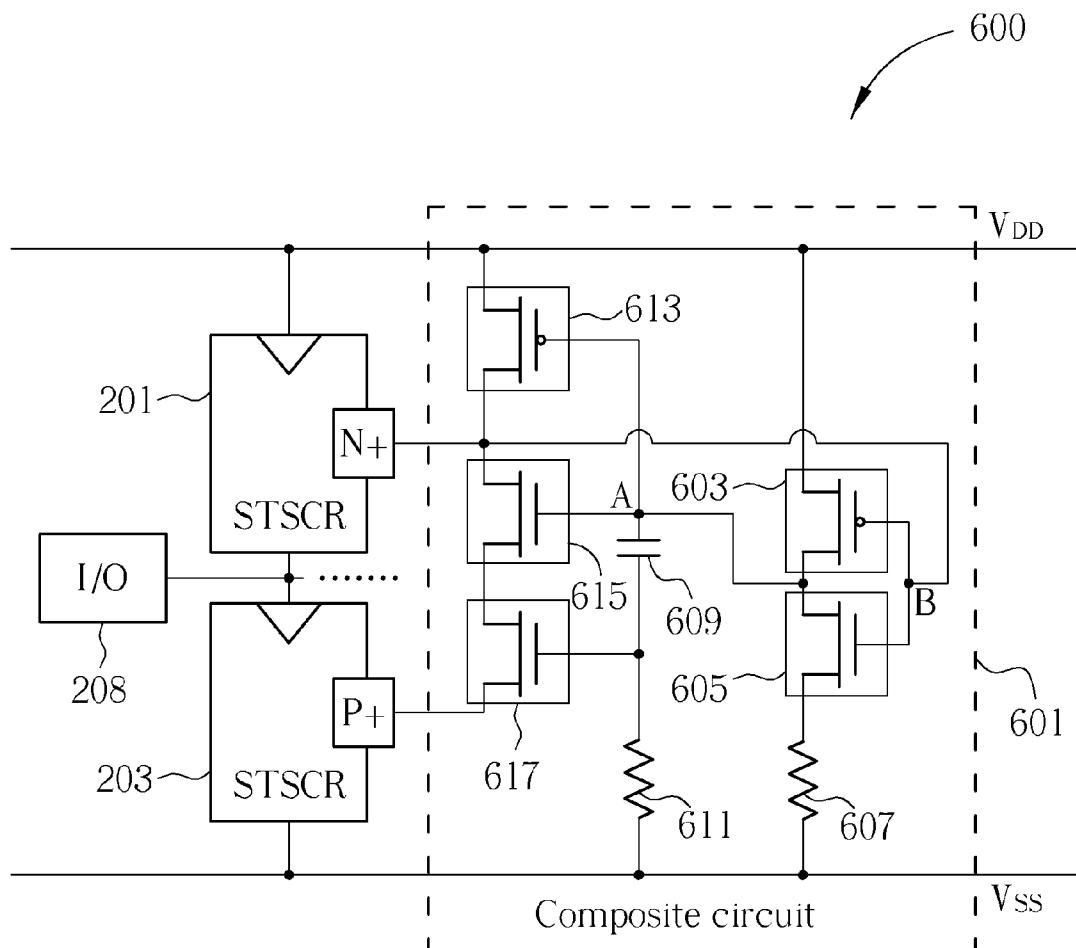 600
VDD
613
201
N+
603
A
STSCR
I/O
615
B
609
208
605
P+
601
203
617
STSCR
611
607
VSS
Composite circuit